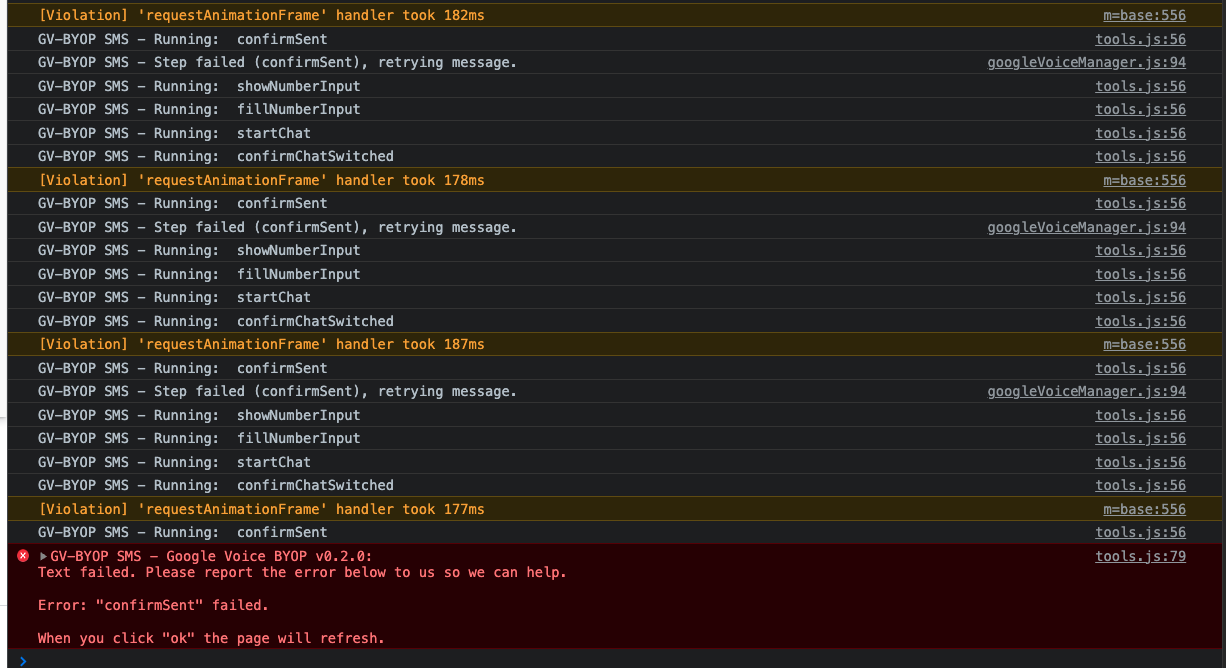 [Violation] 'requestAnimationFrame' handler took 182ms m=base:556
GV-BYOP SMS - Running:  confirmSent tools.js:56
GV-BYOP SMS - Step failed (confirmSent), retrying message. googleVoiceManager.js:94
GV-BYOP SMS - Running:  showNumberInput tools.js:56
GV-BYOP SMS - Running:  fillNumberInput tools.js:56
GV-BYOP SMS - Running:  startChat tools.js:56
GV-BYOP SMS - Running:  confirmChatSwitched tools.js:56
[Violation] 'requestAnimationFrame' handler took 178ms m=base:556
GV-BYOP SMS - Running:  confirmSent tools.js:56
GV-BYOP SMS - Step failed (confirmSent), retrying message. googleVoiceManager.js:94
GV-BYOP SMS - Running:  showNumberInput tools.js:56
GV-BYOP SMS - Running:  fillNumberInput tools.js:56
GV-BYOP SMS - Running:  startChat tools.js:56
GV-BYOP SMS - Running:  confirmChatSwitched tools.js:56
[Violation] 'requestAnimationFrame' handler took 187ms m=base:556
GV-BYOP SMS - Running:  confirmSent tools.js:56
GV-BYOP SMS - Step failed (confirmSent), retrying message. googleVoiceManager.js:94
GV-BYOP SMS - Running:  showNumberInput tools.js:56
GV-BYOP SMS - Running:  fillNumberInput tools.js:56
GV-BYOP SMS - Running:  startChat tools.js:56
GV-BYOP SMS - Running:  confirmChatSwitched tools.js:56
[Violation] 'requestAnimationFrame' handler took 177ms m=base:556
GV-BYOP SMS - Running:  confirmSent tools.js:56
GV-BYOP SMS - Google Voice BYOP v0.2.0: tools.js:79
Text failed. Please report the error below to us so we can help.
Error: "confirmSent" failed.
When you click "ok" the page will refresh.